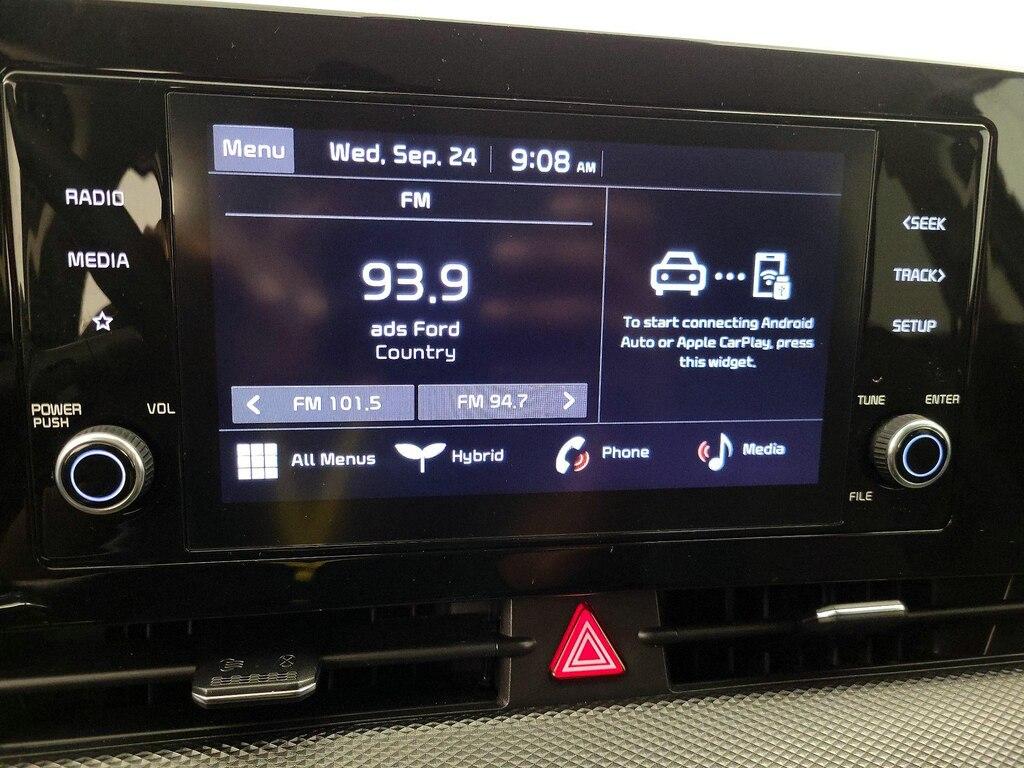 Menu
Wed, Sep. 24
9:08 AM
RADIO
MEDIA
FM
93.9
ads Ford
Country
< FM 101.5
FM 94.7 >
To start connecting Android
Auto or Apple CarPlay, press
this widget.
All Menus
Hybrid
Phone
Media
<SEEK
TRACK>
SETUP
POWER
PUSH
VOL
TUNE
ENTER
FILE